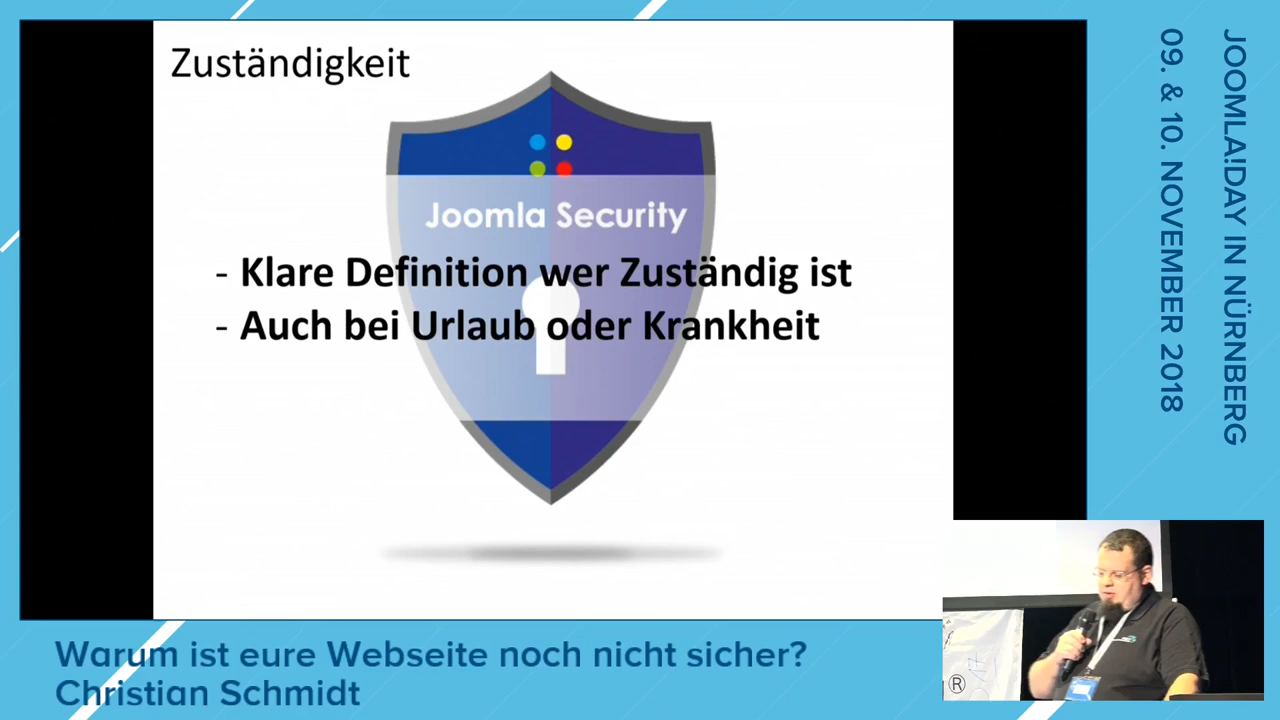 Zuständigkeit
Joomla Security
- Klare Definition wer Zuständig ist
- Auch bei Urlaub oder Krankheit
JOOMLA!DAY IN NÜRNBERG
09. & 10. NOVEMBER 2018
Warum ist eure Webseite noch nicht sicher?
Christian Schmidt
®